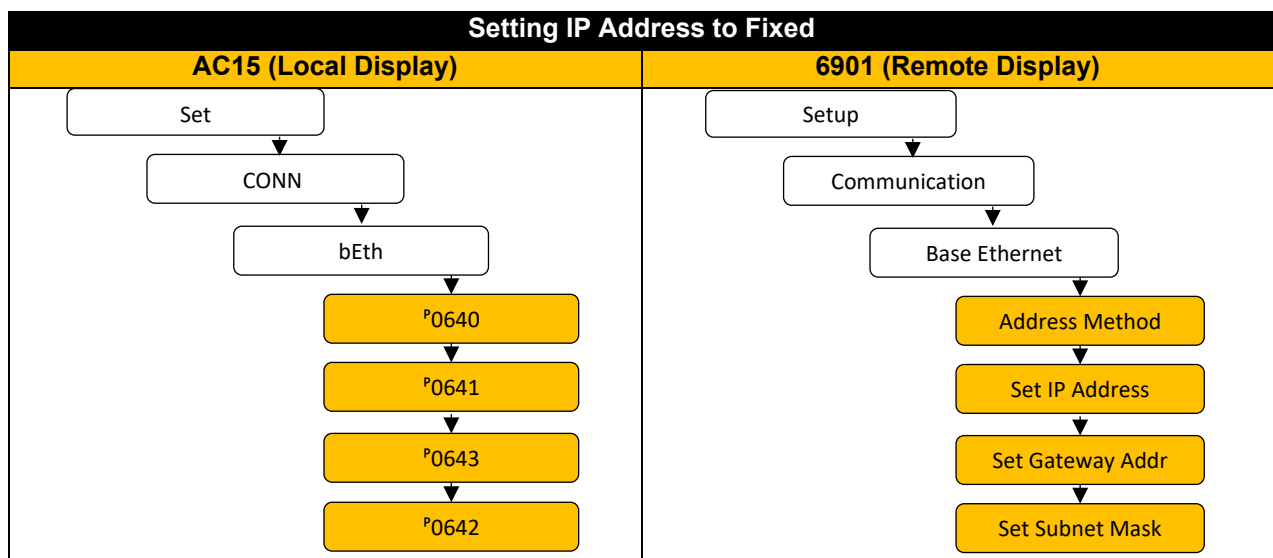 Setting IP Address to Fixed
AC15 (Local Display)
6901 (Remote Display)
Set
CONN
bEth
ᴾ0640
ᴾ0641
ᴾ0643
ᴾ0642
Setup
Communication
Base Ethernet
Address Method
Set IP Address
Set Gateway Addr
Set Subnet Mask